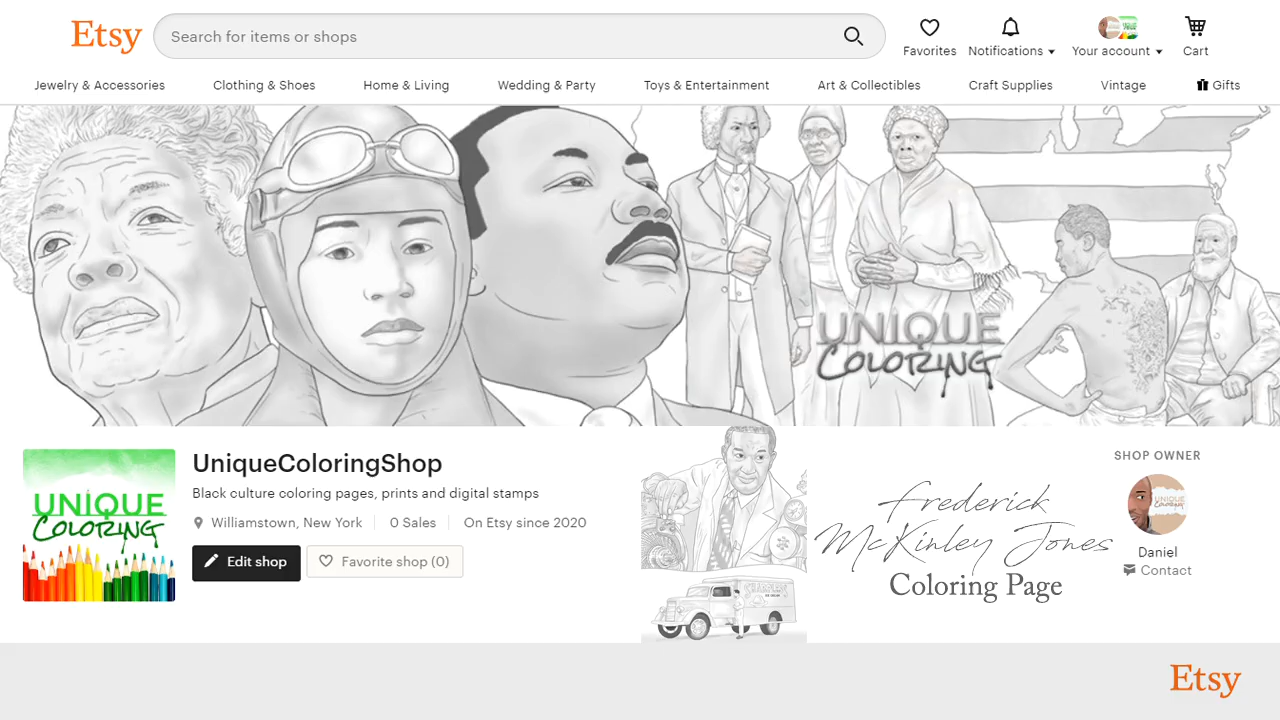 Etsy
Search for items or shops
Favorites
Notifications
Your account
Cart
Jewelry & Accessories
Clothing & Shoes
Home & Living
Wedding & Party
Toys & Entertainment
Art & Collectibles
Craft Supplies
Vintage
Gifts
UNIQUE
COLORING
UNIQUE
COLORING
UniqueColoringShop
Black culture coloring pages, prints and digital stamps
Williamstown, New York
0 Sales
On Etsy since 2020
Edit shop
Favorite shop (0)
Frederick
McKinley Jones
Coloring Page
SHOP OWNER
UNIQUE
COLORING
Daniel
Contact
Etsy